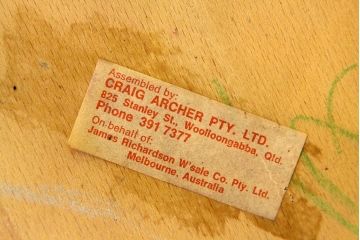 Assembled by:
CRAIG ARCHER PTY. LTD.
825 Stanley St., Woolloongabba, Qld.
Phone 391 7377
On-behalf of:
James Richardson W'sale Co. Pty. Ltd.
Melbourne, Australia